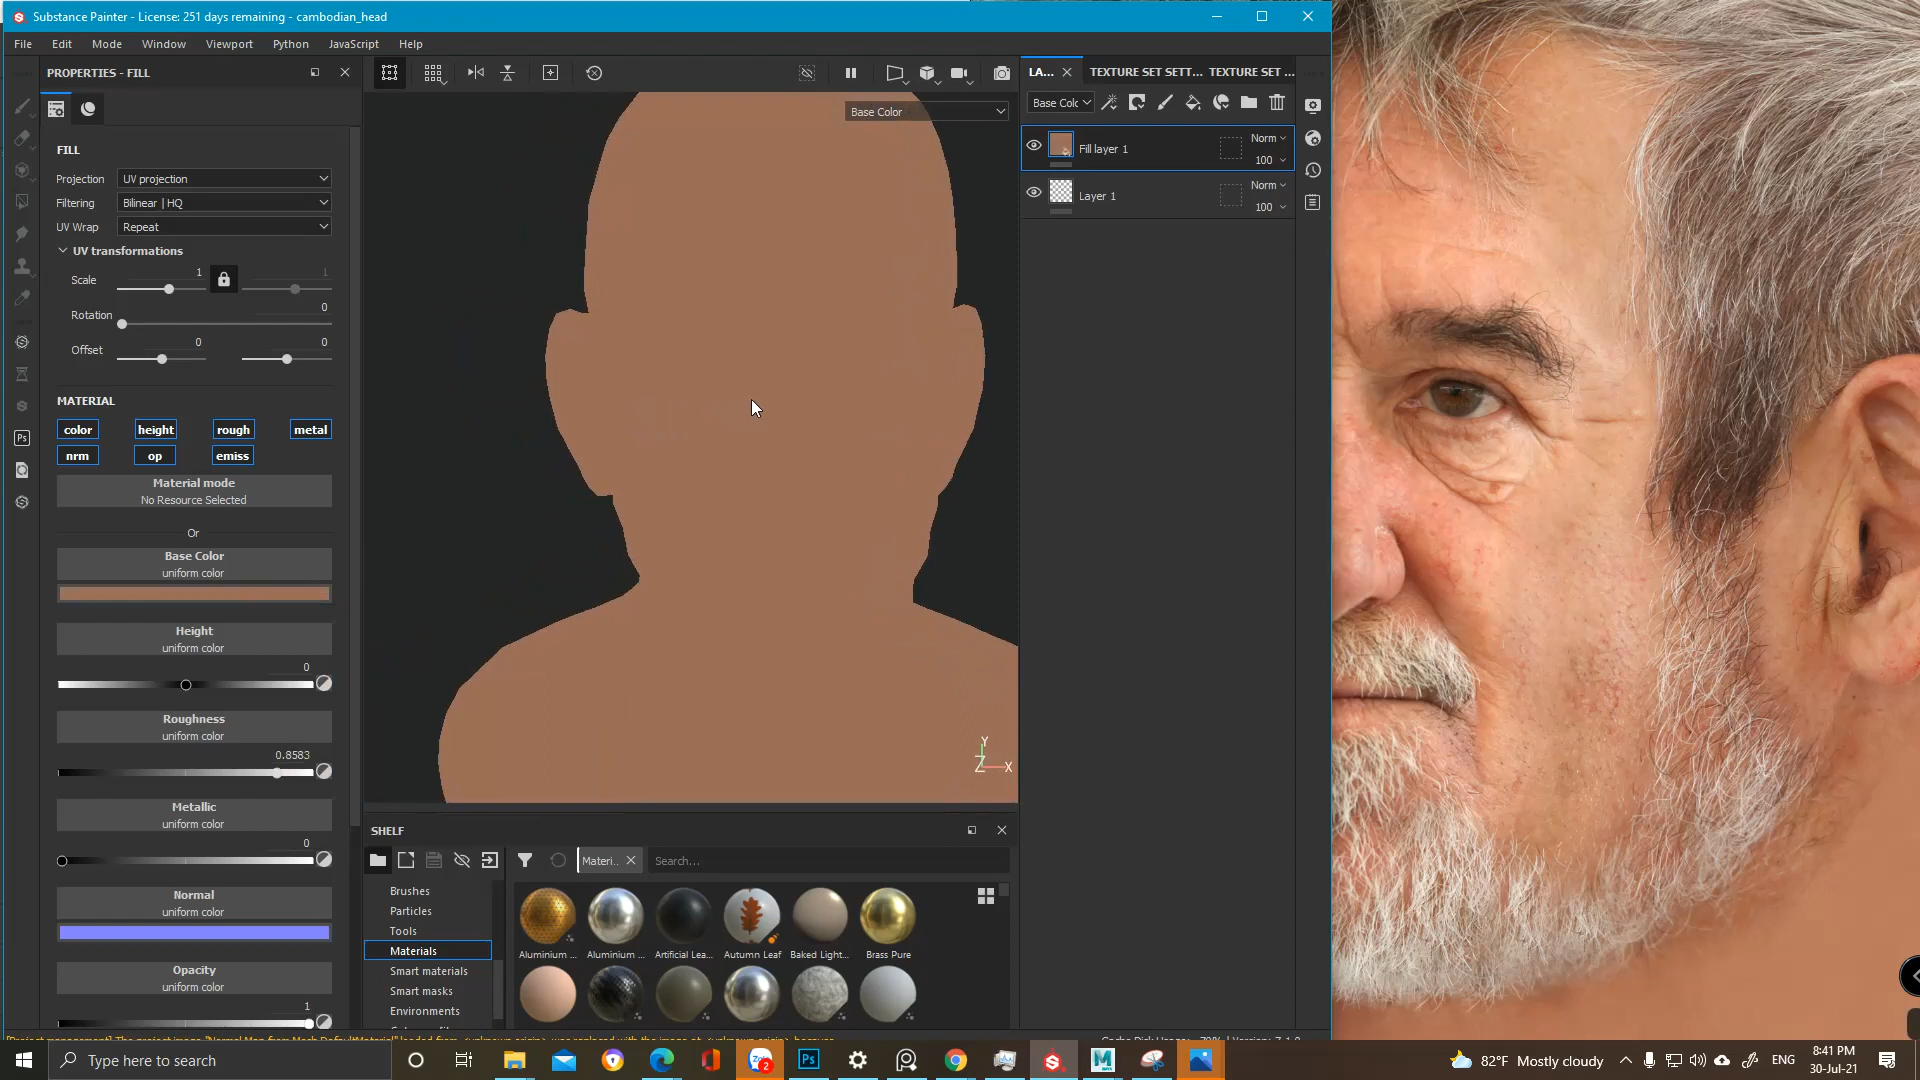 Substance Painter - License: 251 days remaining - cambodian_head
File Edit Mode Window Viewport Python JavaScript Help
PROPERTIES - FILL
LA... TEXTURE SET SETT... TEXTURE SET ...
Base Color
Base Colc
FILL
Projection UV projection
Filtering Bilinear | HQ
UV Wrap Repeat
UV transformations
Scale 1 1
Rotation 0
Offset 0 0
MATERIAL
color height rough metal
nrm op emiss
Material mode
No Resource Selected
Or
Base Color
uniform color
Height
uniform color
0
Roughness
uniform color
0.8583
Metallic
uniform color
0
Normal
uniform color
Opacity
uniform color
1
Fill layer 1
Norm
100
Layer 1
Norm
100
Ps
Y
Z X
SHELF
Materi..
Search...
Brushes
Particles
Tools
Materials
Smart materials
Smart masks
Environments
Aluminium ... Aluminium ... Artificial Lea... Autumn Leaf Baked Light... Brass Pure
Type here to search
Ps
2
M
82°F Mostly cloudy
ENG
8:41 PM
30-Jul-21